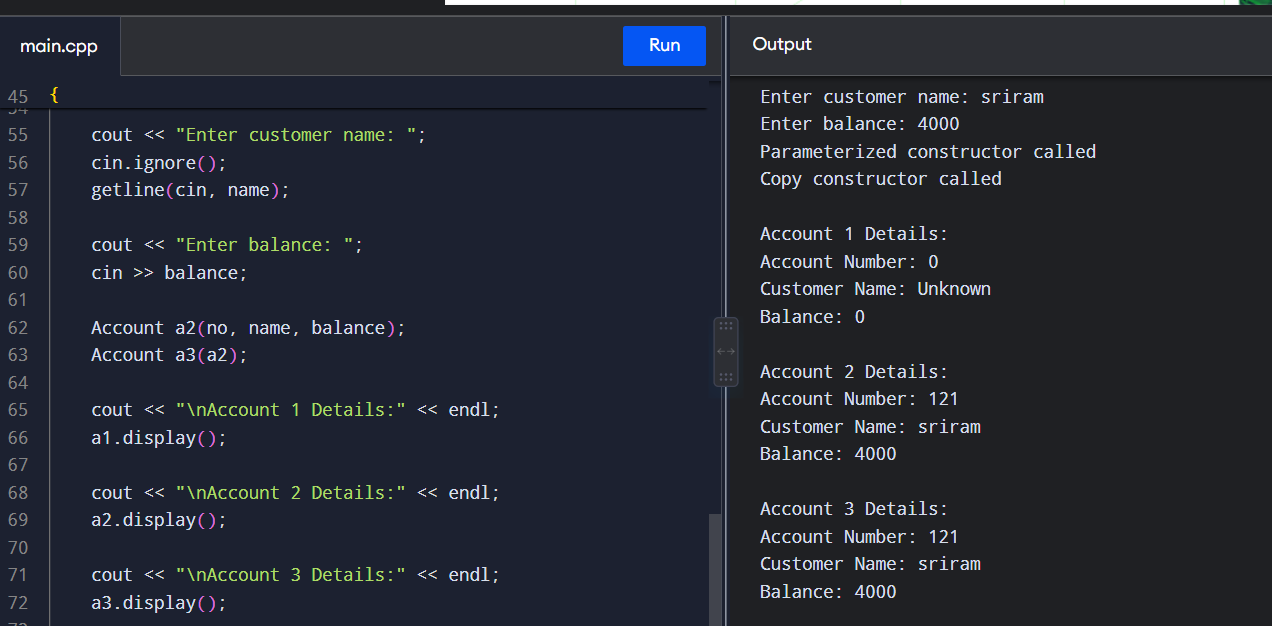 main.cpp
Run
45 {
54
55 cout << "Enter customer name: ";
56 cin.ignore();
57 getline(cin, name);
58
59 cout << "Enter balance: ";
60 cin >> balance;
61
62 Account a2(no, name, balance);
63 Account a3(a2);
64
65 cout << "\nAccount 1 Details:" << endl;
66 a1.display();
67
68 cout << "\nAccount 2 Details:" << endl;
69 a2.display();
70
71 cout << "\nAccount 3 Details:" << endl;
72 a3.display();
Output
Enter customer name: sriram
Enter balance: 4000
Parameterized constructor called
Copy constructor called
Account 1 Details:
Account Number: 0
Customer Name: Unknown
Balance: 0
Account 2 Details:
Account Number: 121
Customer Name: sriram
Balance: 4000
Account 3 Details:
Account Number: 121
Customer Name: sriram
Balance: 4000